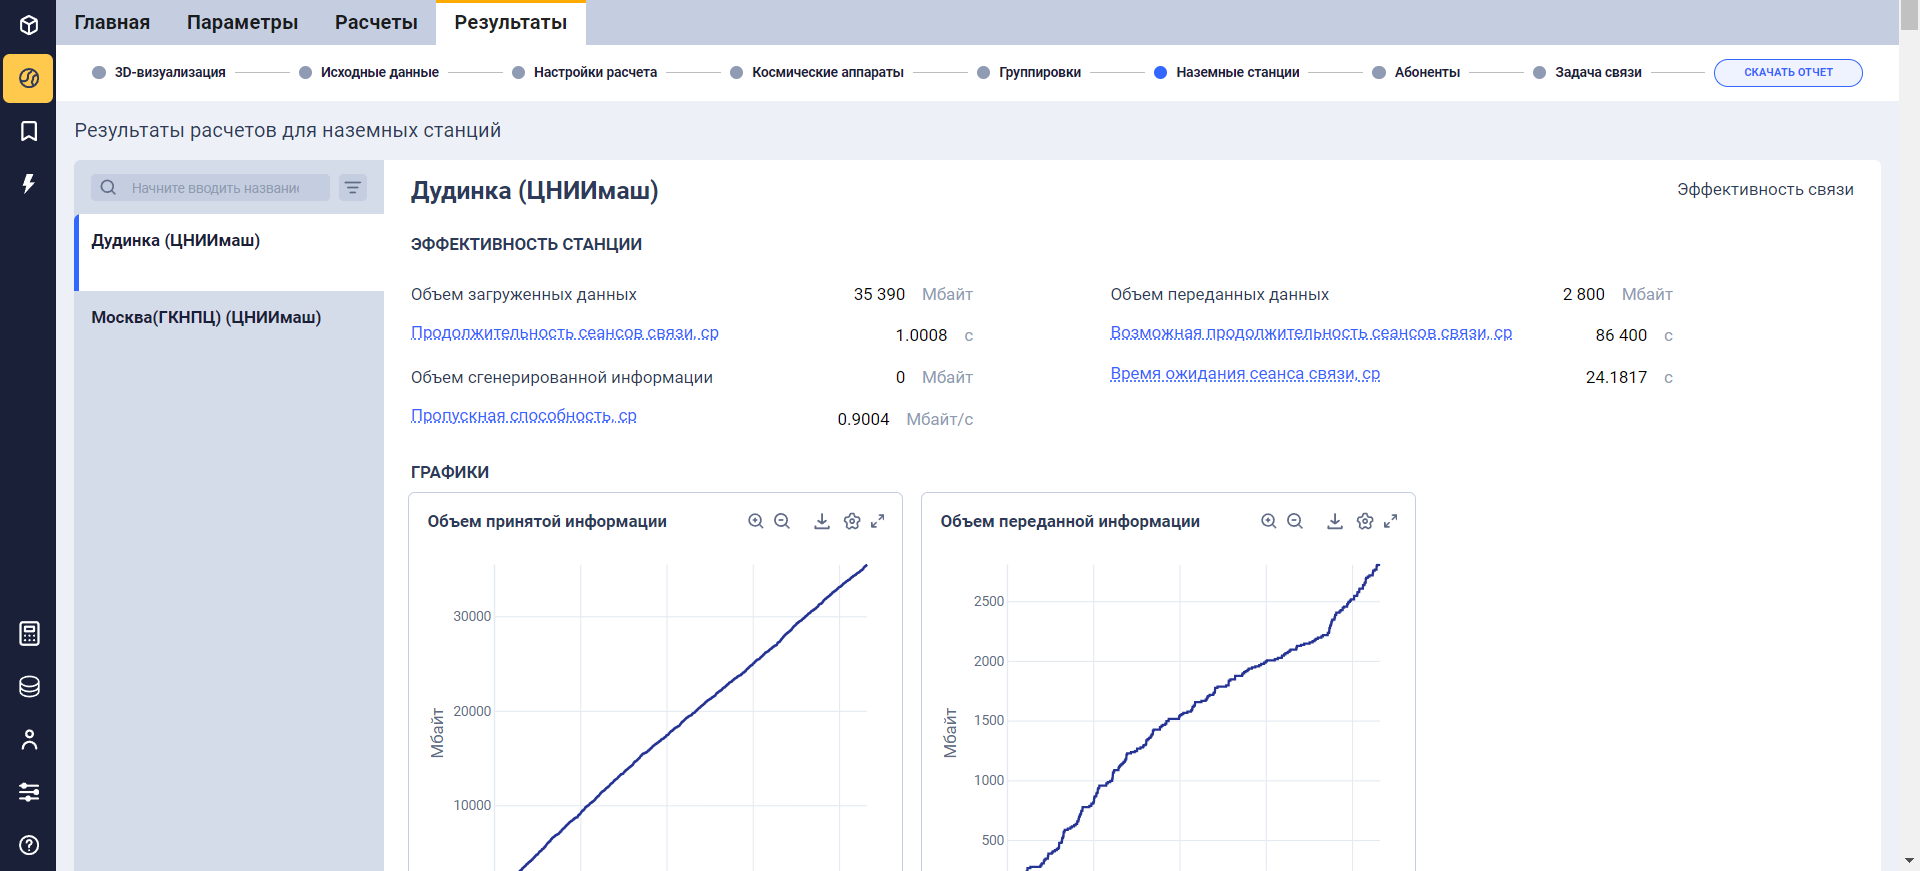 Главная Параметры Расчеты Результаты
3D-визуализация Исходные данные Настройки расчета Космические аппараты Группировки Наземные станции Абоненты Задача связи СКАЧАТЬ ОТЧЕТ
Результаты расчетов для наземных станций
Начните вводить название
Дудинка (ЦНИИмаш)
Москва(ГКНПЦ) (ЦНИИмаш)
Дудинка (ЦНИИмаш) Эффективность связи
ЭФФЕКТИВНОСТЬ СТАНЦИИ
Объем загруженных данных 35 390 Мбайт Объем переданных данных 2 800 Мбайт
Продолжительность сеансов связи, ср 1.0008 с Возможная продолжительность сеансов связи, ср 86 400 с
Объем сгенерированной информации 0 Мбайт Время ожидания сеанса связи, ср 24.1817 с
Пропускная способность, ср 0.9004 Мбайт/с
ГРАФИКИ
Объем принятой информации
30000
20000
10000
Мбайт
Объем переданной информации
2500
2000
1500
1000
500
Мбайт